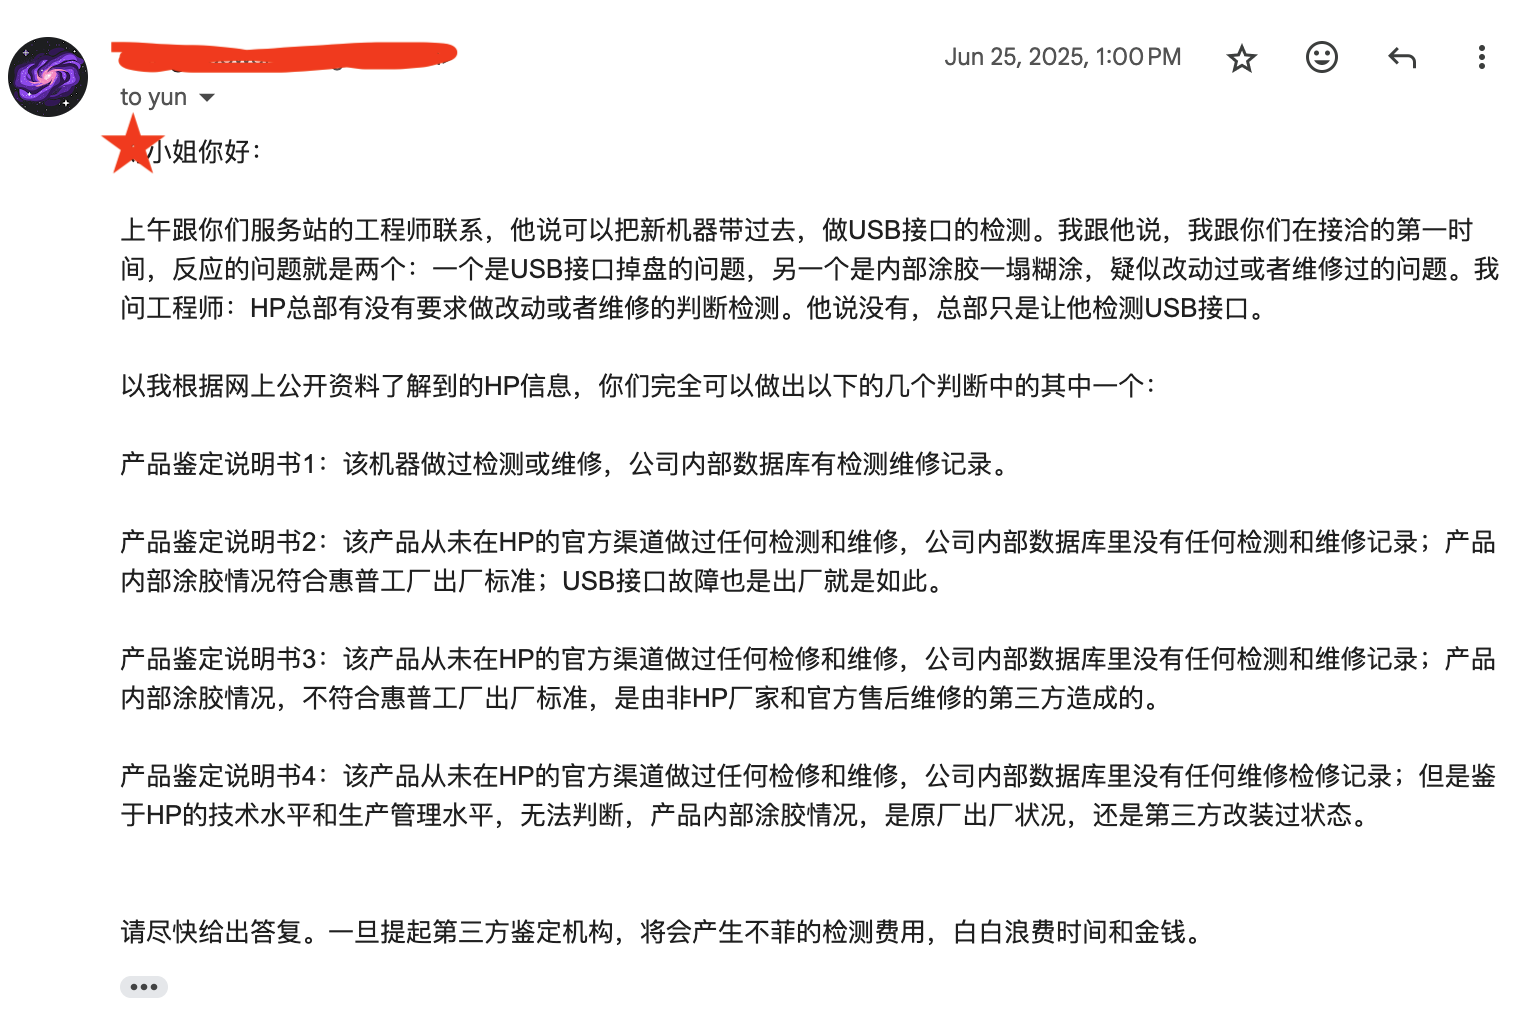 Jun 25, 2025, 1:00 PM
to yun
小姐你好：
上午跟你们服务站的工程师联系，他说可以把新机器带过去，做USB接口的检测。我跟他说，我跟你们在接洽的第一时
间，反应的问题就是两个：一个是USB接口掉盘的问题，另一个是内部涂胶一塌糊涂，疑似改动过或者维修过的问题。我
问工程师：HP总部有没有要求做改动或者维修的判断检测。他说没有，总部只是让他检测USB接口。
以我根据网上公开资料了解到的HP信息，你们完全可以做出以下的几个判断中的其中一个：
产品鉴定说明书1：该机器做过检测或维修，公司内部数据库有检测维修记录。
产品鉴定说明书2：该产品从未在HP的官方渠道做过任何检测和维修，公司内部数据库里没有任何检测和维修记录；产品
内部涂胶情况符合惠普工厂出厂标准；USB接口故障也是出厂就是如此。
产品鉴定说明书3：该产品从未在HP的官方渠道做过任何检修和维修，公司内部数据库里没有任何检测和维修记录；产品
内部涂胶情况，不符合惠普工厂出厂标准，是由非HP厂家和官方售后维修的第三方造成的。
产品鉴定说明书4：该产品从未在HP的官方渠道做过任何检修和维修，公司内部数据库里没有任何维修检修记录；但是鉴
于HP的技术水平和生产管理水平，无法判断，产品内部涂胶情况，是原厂出厂状况，还是第三方改装过状态。
请尽快给出答复。一旦提起第三方鉴定机构，将会产生不菲的检测费用，白白浪费时间和金钱。